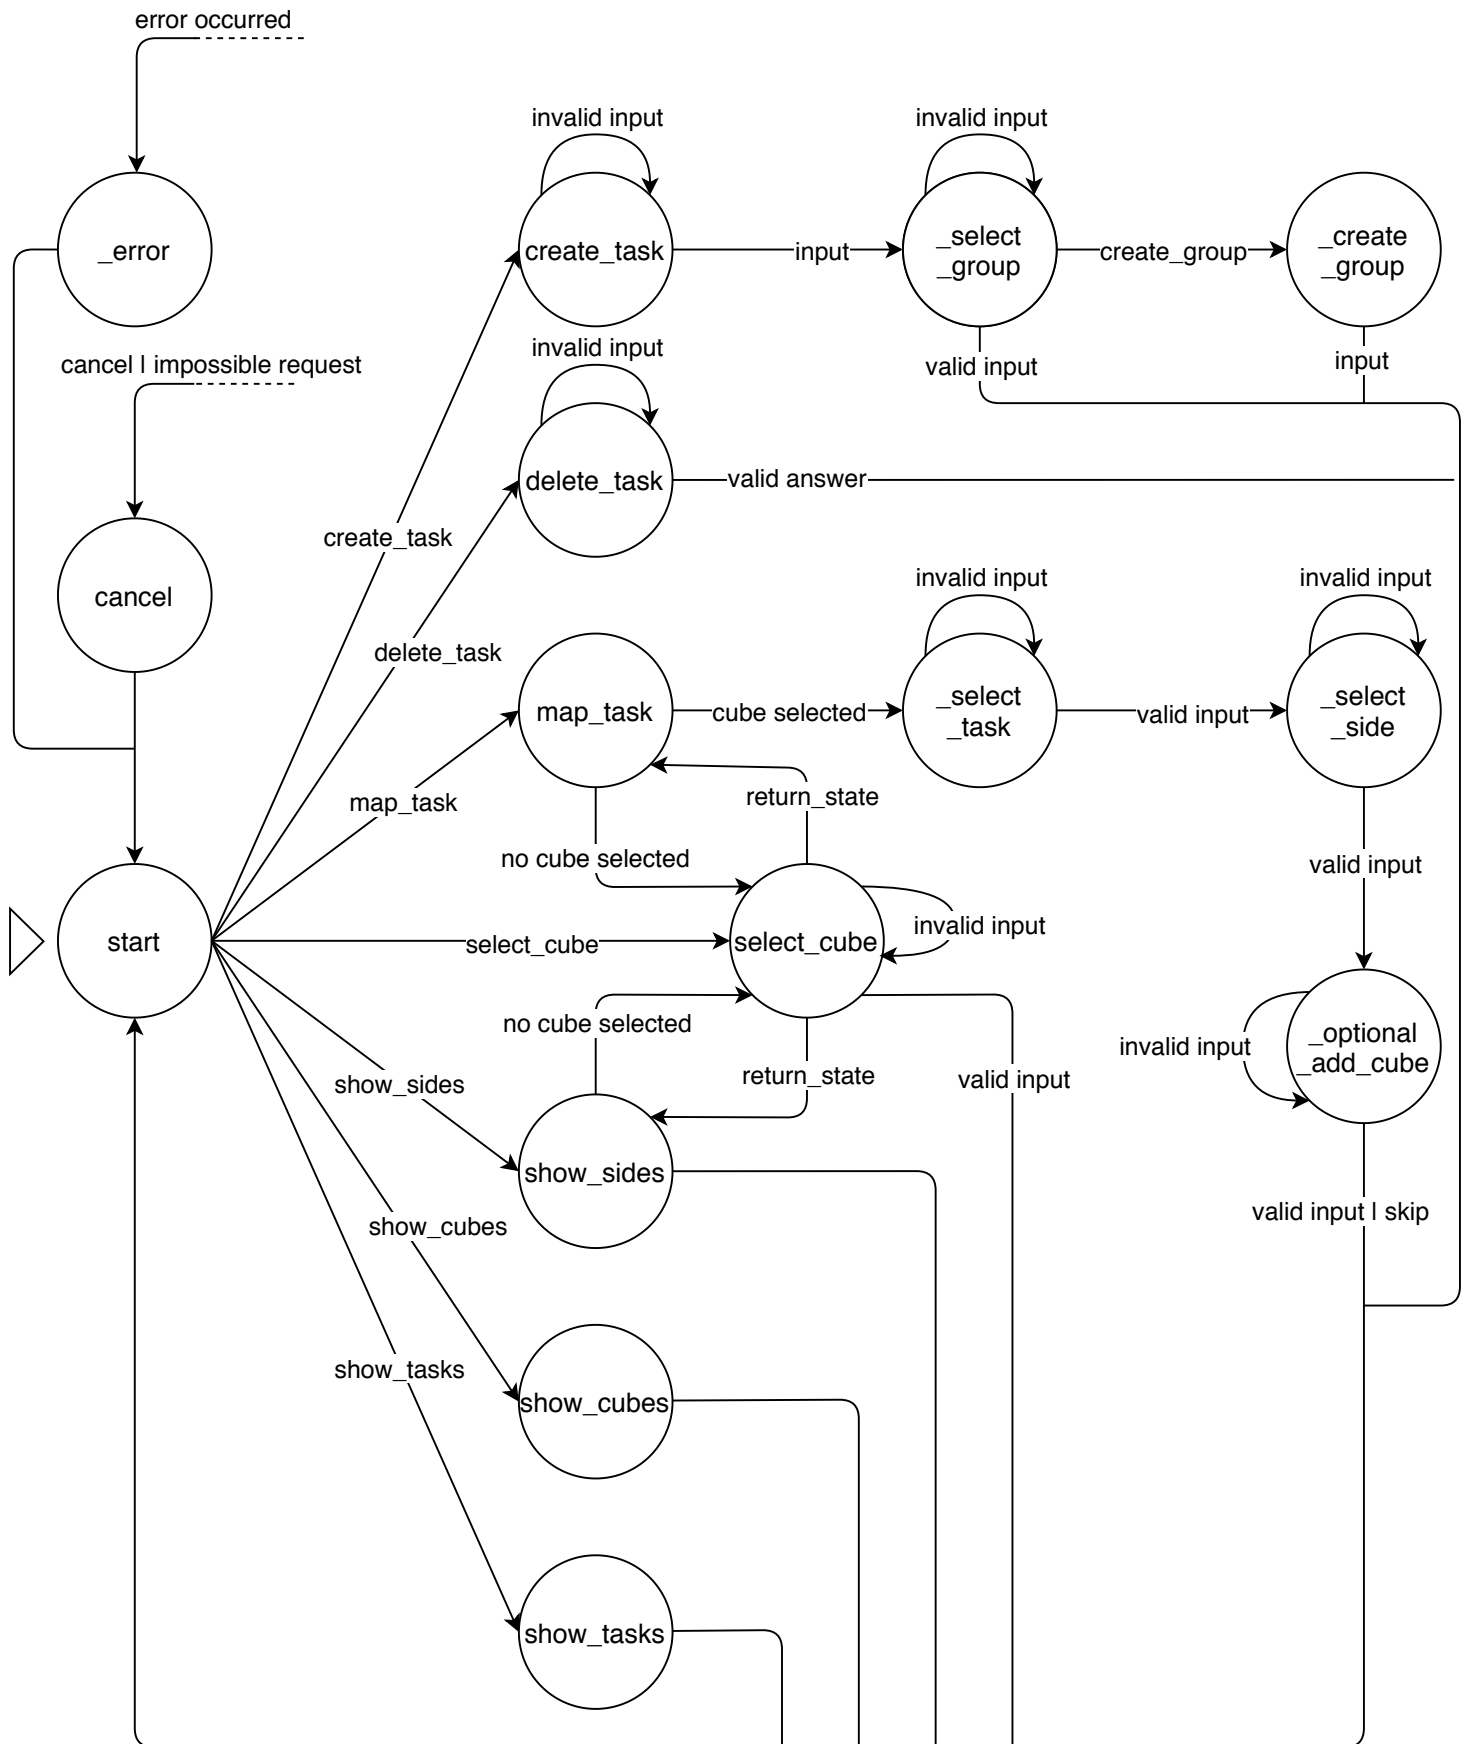 error occurred
invalid input
invalid input
_error
create_task
input
_select
_group
create_group
_create
_group
invalid input
cancel | impossible request
valid input
input
delete_task
valid answer
create_task
cancel
invalid input
invalid input
delete_task
map_task
cube selected
_select
_task
valid input
_select
_side
map_task
return_state
no cube selected
valid input
start
select_cube
select_cube
invalid input
no cube selected
_optional
_add_cube
invalid input
show_sides
return_state
valid input
show_sides
valid input | skip
show_cubes
show_tasks
show_cubes
show_tasks